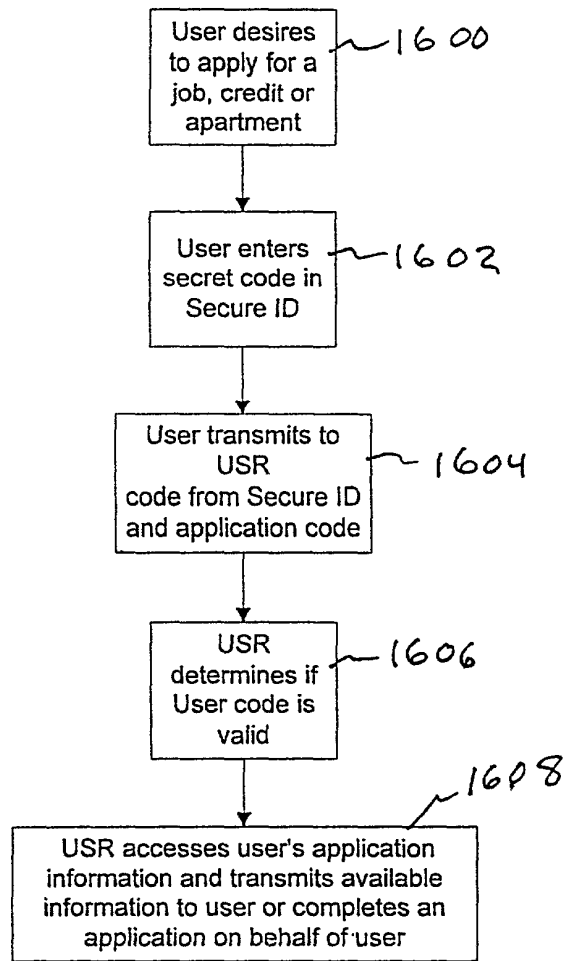 User desires
to apply for a
job, credit or
apartment
1600
User enters
secret code in
Secure ID
1602
User transmits to
USR
code from Secure ID
and application code
1604
USR
determines if
User code is
valid
1606
1608
USR accesses user's application
information and transmits available
information to user or completes an
application on behalf of user